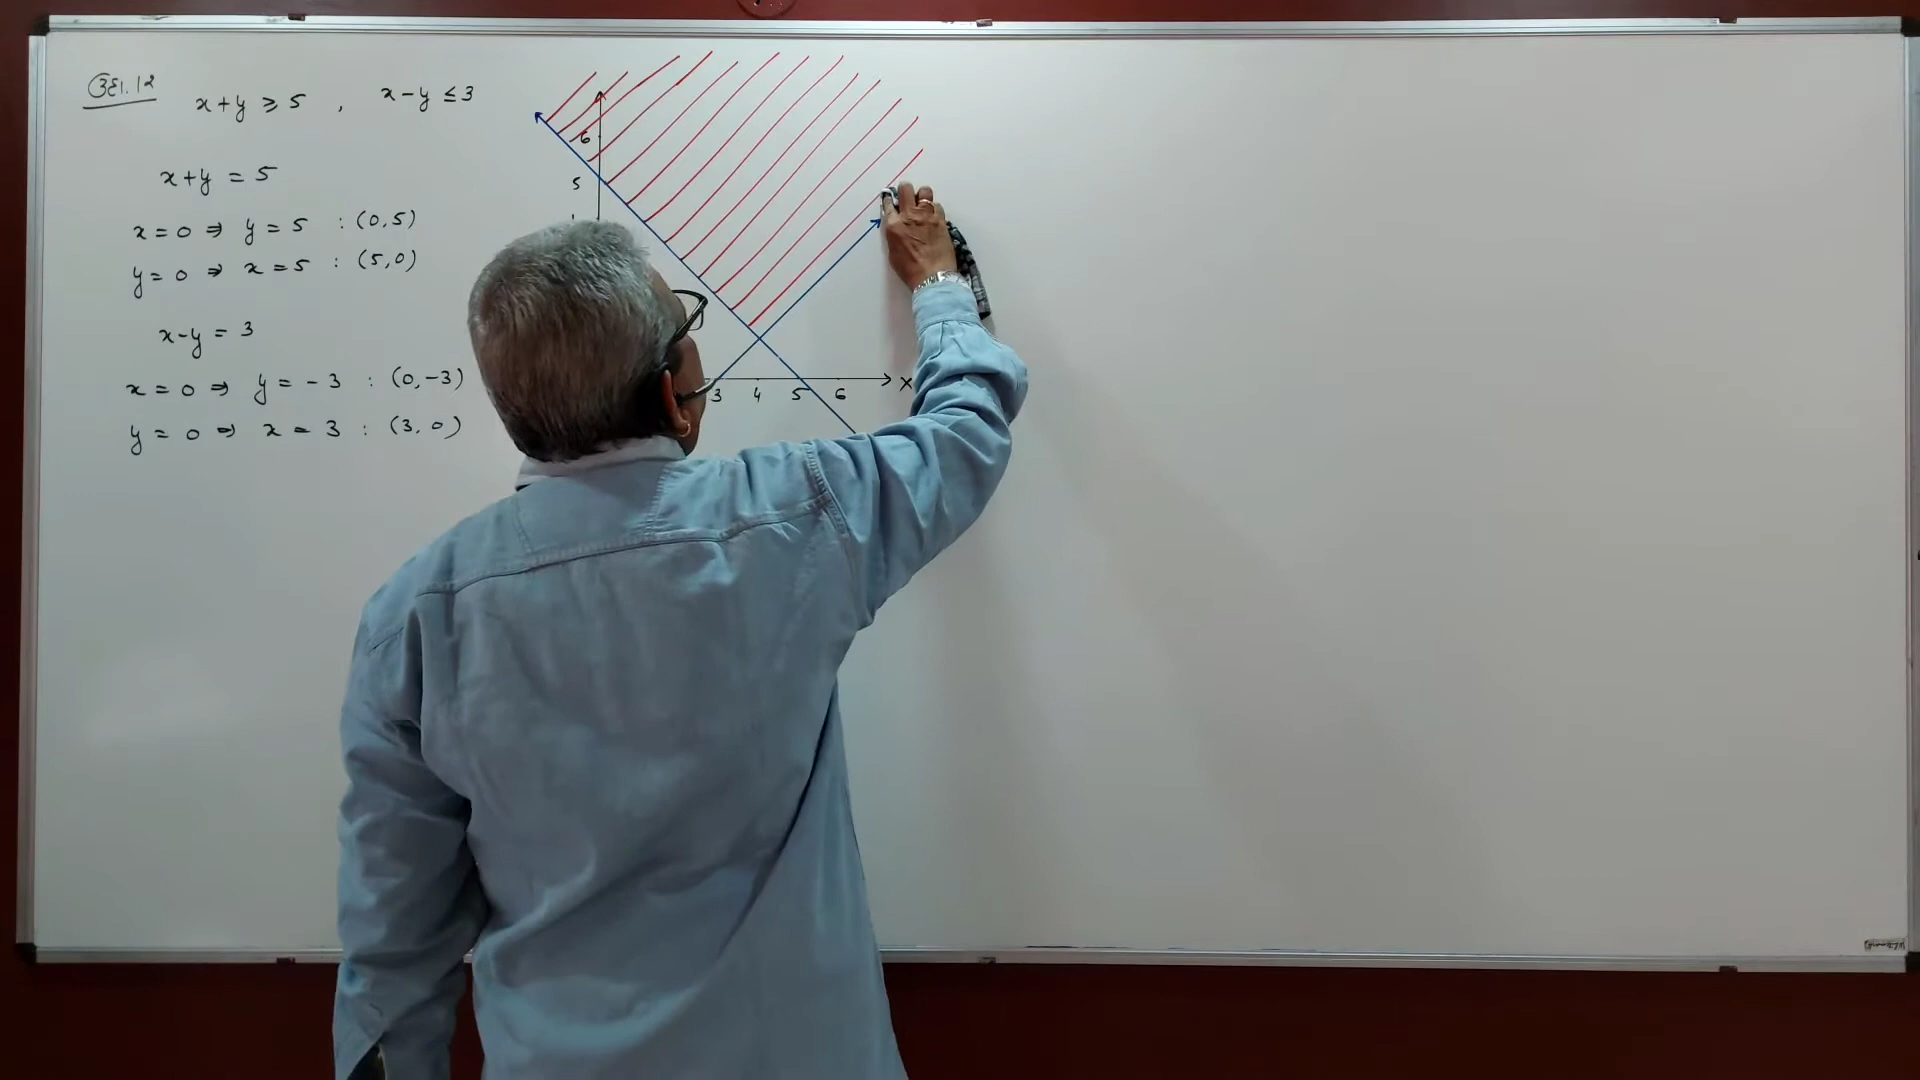 ઉદા.12
x+y ≥ 5 , x-y ≤ 3
x+y = 5
x = 0 ⇒ y = 5 : (0,5)
y = 0 ⇒ x = 5 : (5,0)
x-y = 3
x = 0 ⇒ y = -3 : (0,-3)
y = 0 ⇒ x = 3 : (3,0)
6
5
3 4 5 6 X